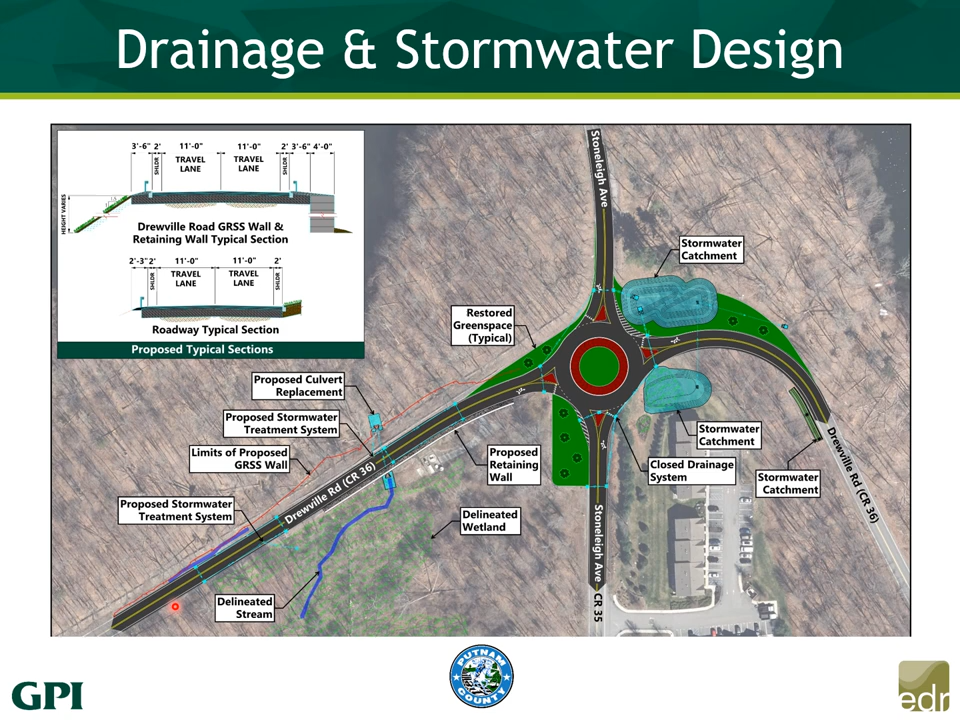 Drainage & Stormwater Design
3'-6" 2' 11'-0" 11'-0" 2' 3'-6" 4'-0"
SHLDR
TRAVEL
LANE
TRAVEL
LANE
SHLDR
HEIGHT VARIES
Drewville Road GRSS Wall &
Retaining Wall Typical Section
2'-3" 2' 11'-0" 11'-0" 2'
SHLDR
TRAVEL
LANE
TRAVEL
LANE
SHLDR
Roadway Typical Section
Proposed Typical Sections
Stoneleigh Ave
Stormwater
Catchment
Restored
Greenspace
(Typical)
Proposed Culvert
Replacement
Proposed Stormwater
Treatment System
Limits of Proposed
GRSS Wall
Proposed Stormwater
Treatment System
Drewville Rd (CR 36)
Proposed
Retaining
Wall
Delineated
Wetland
Delineated
Stream
Stormwater
Catchment
Closed Drainage
System
Stormwater
Catchment
Drewville Rd (CR 36)
Stoneleigh Ave - CR 35
GPI
PUTNAM
COUNTY
edr